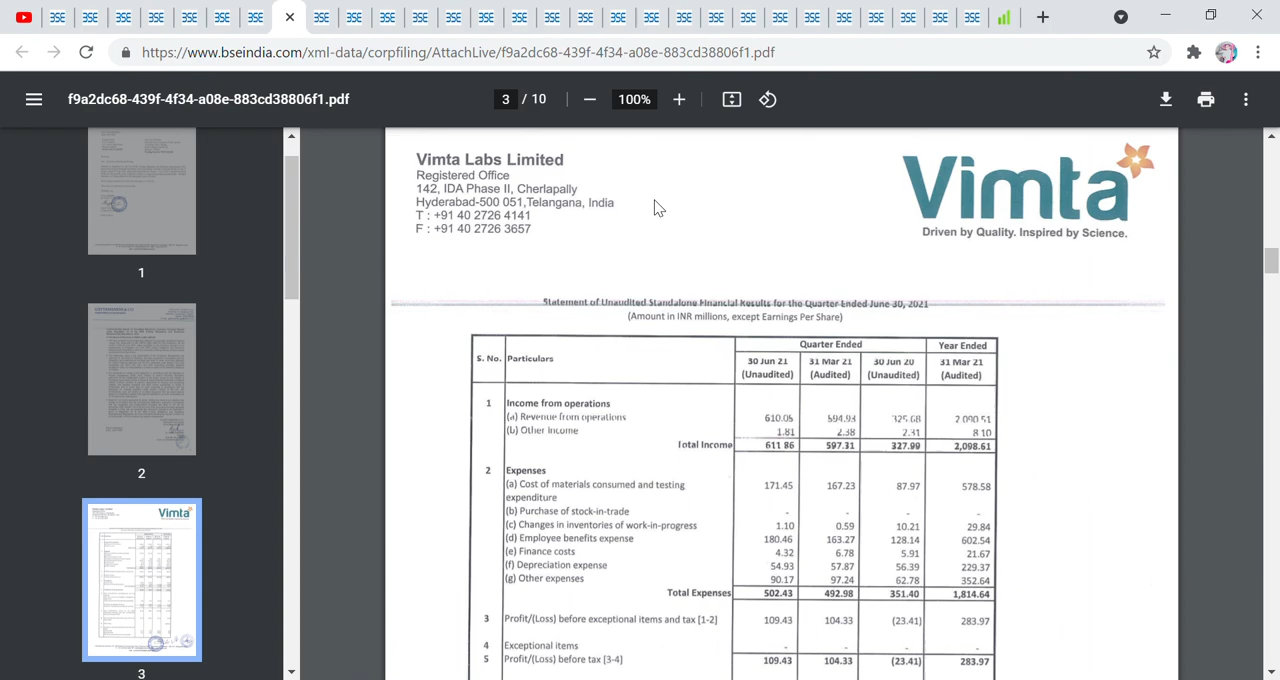 https://www.bseindia.com/xml-data/corpfiling/AttachLive/f9a2dc68-439f-4f34-a08e-883cd38806f1.pdf
f9a2dc68-439f-4f34-a08e-883cd38806f1.pdf
3 / 10
100%
1
2
3
Vimta Labs Limited
Registered Office
142, IDA Phase II, Cherlapally
Hyderabad-500 051,Telangana, India
T : +91 40 2726 4141
F : +91 40 2726 3657
Vimta
Driven by Quality. Inspired by Science.
Statement of Unaudited Standalone Financial Results for the Quarter Ended June 30, 2021
(Amount in INR millions, except Earnings Per Share)
S. No. Particulars Quarter Ended Year Ended
30 Jun 21 31 Mar 21 30 Jun 20 31 Mar 21
(Unaudited) (Audited) (Unaudited) (Audited)
1 Income from operations
(a) Revenue from operations 610.05 594.93 325.68 2,090.51
(b) Other Income 1.81 2.38 2.31 8.10
Total Income 611.86 597.31 327.99 2,098.61
2 Expenses
(a) Cost of materials consumed and testing 171.45 167.23 87.97 578.58
expenditure
(b) Purchase of stock-in-trade - - - -
(c) Changes in inventories of work-in-progress 1.10 0.59 10.21 29.84
(d) Employee benefits expense 180.46 163.27 128.14 602.54
(e) Finance costs 4.32 6.78 5.91 21.67
(f) Depreciation expense 54.93 57.87 56.39 229.37
(g) Other expenses 90.17 97.24 62.78 352.64
Total Expenses 502.43 492.98 351.40 1,814.64
3 Profit/(Loss) before exceptional items and tax [1-2] 109.43 104.33 (23.41) 283.97
4 Exceptional items - - - -
5 Profit/(Loss) before tax [3-4] 109.43 104.33 (23.41) 283.97